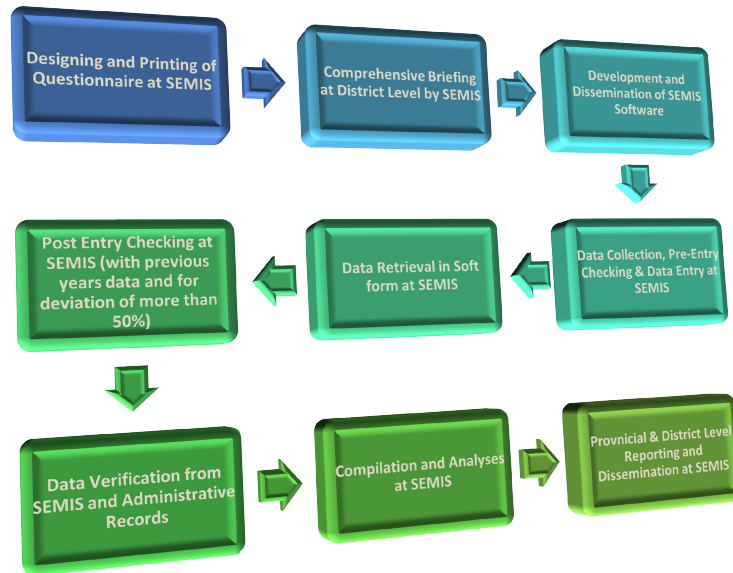 Designing and Printing of
Questionnaire at SEMIS
Comprehensive Briefing
at District Level by SEMIS
Development and
Dissemination of SEMIS
Software
Data Collection, Pre-Entry
Checking & Data Entry at
SEMIS
Data Retrieval in Soft
form at SEMIS
Post Entry Checking at
SEMIS (with previous
years data and for
deviation of more than
50%)
Data Verification from
SEMIS and Administrative
Records
Compilation and Analyses
at SEMIS
Provnicial & District Level
Reporting and
Dissemination at SEMIS